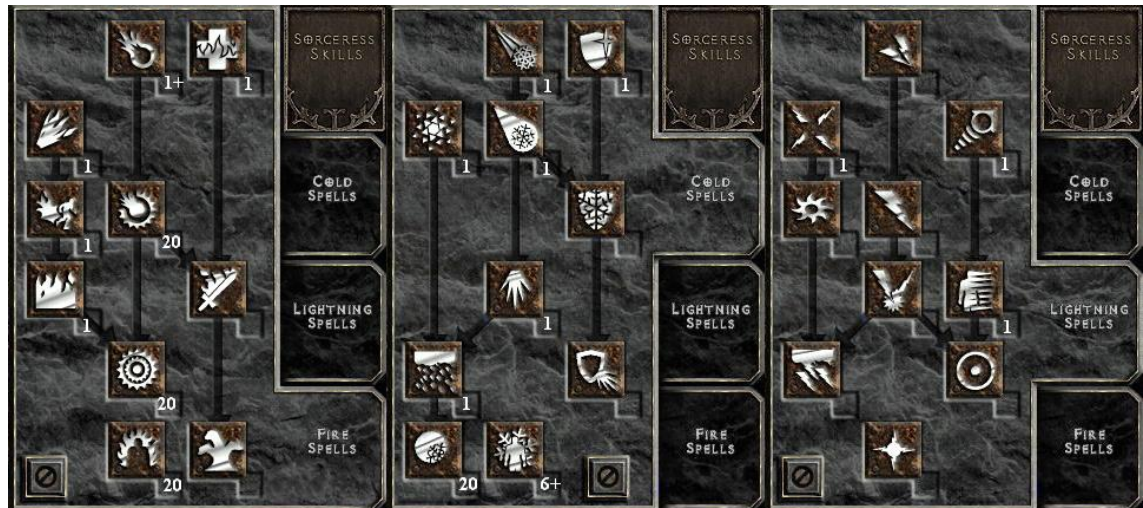 SORCERESS
SKILLS
1+
1
1
COLD
SPELLS
1
20
LIGHTNING
SPELLS
1
20
FIRE
SPELLS
20
SORCERESS
SKILLS
1
1
1
1
COLD
SPELLS
1
LIGHTNING
SPELLS
1
FIRE
SPELLS
20
6+
SORCERESS
SKILLS
1
1
COLD
SPELLS
1
LIGHTNING
SPELLS
FIRE
SPELLS